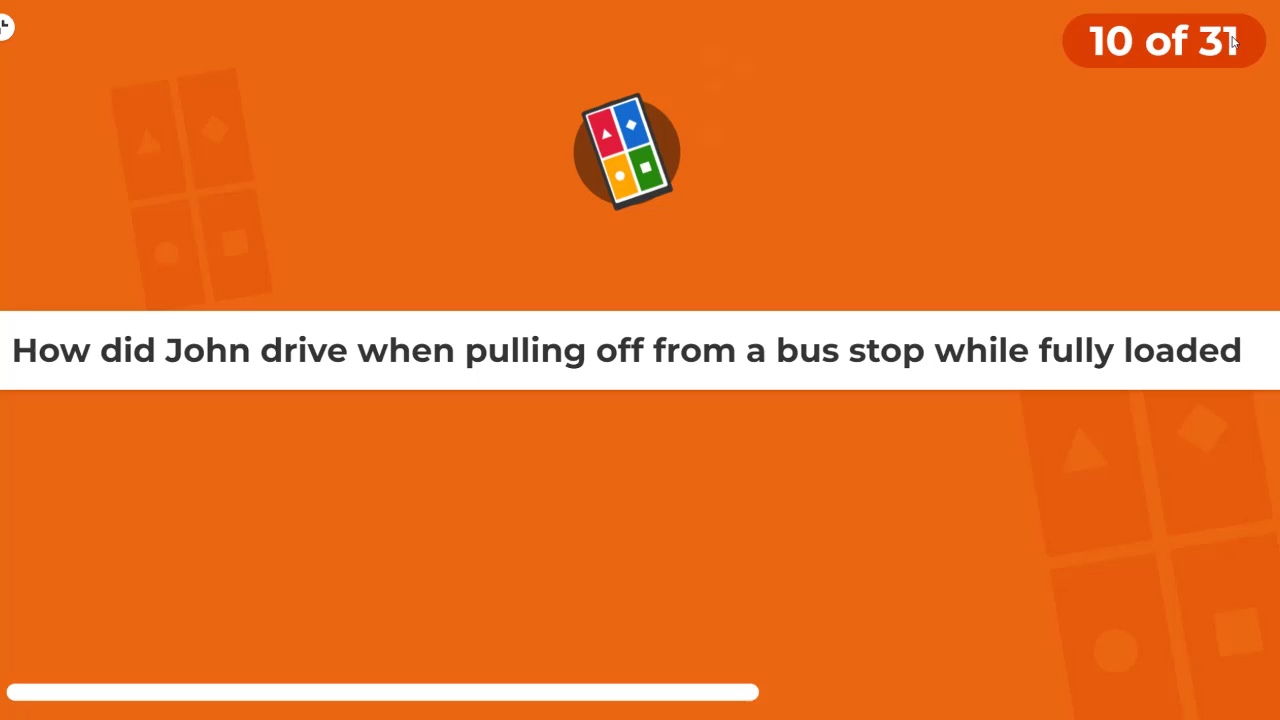 10 of 31
How did John drive when pulling off from a bus stop while fully loaded